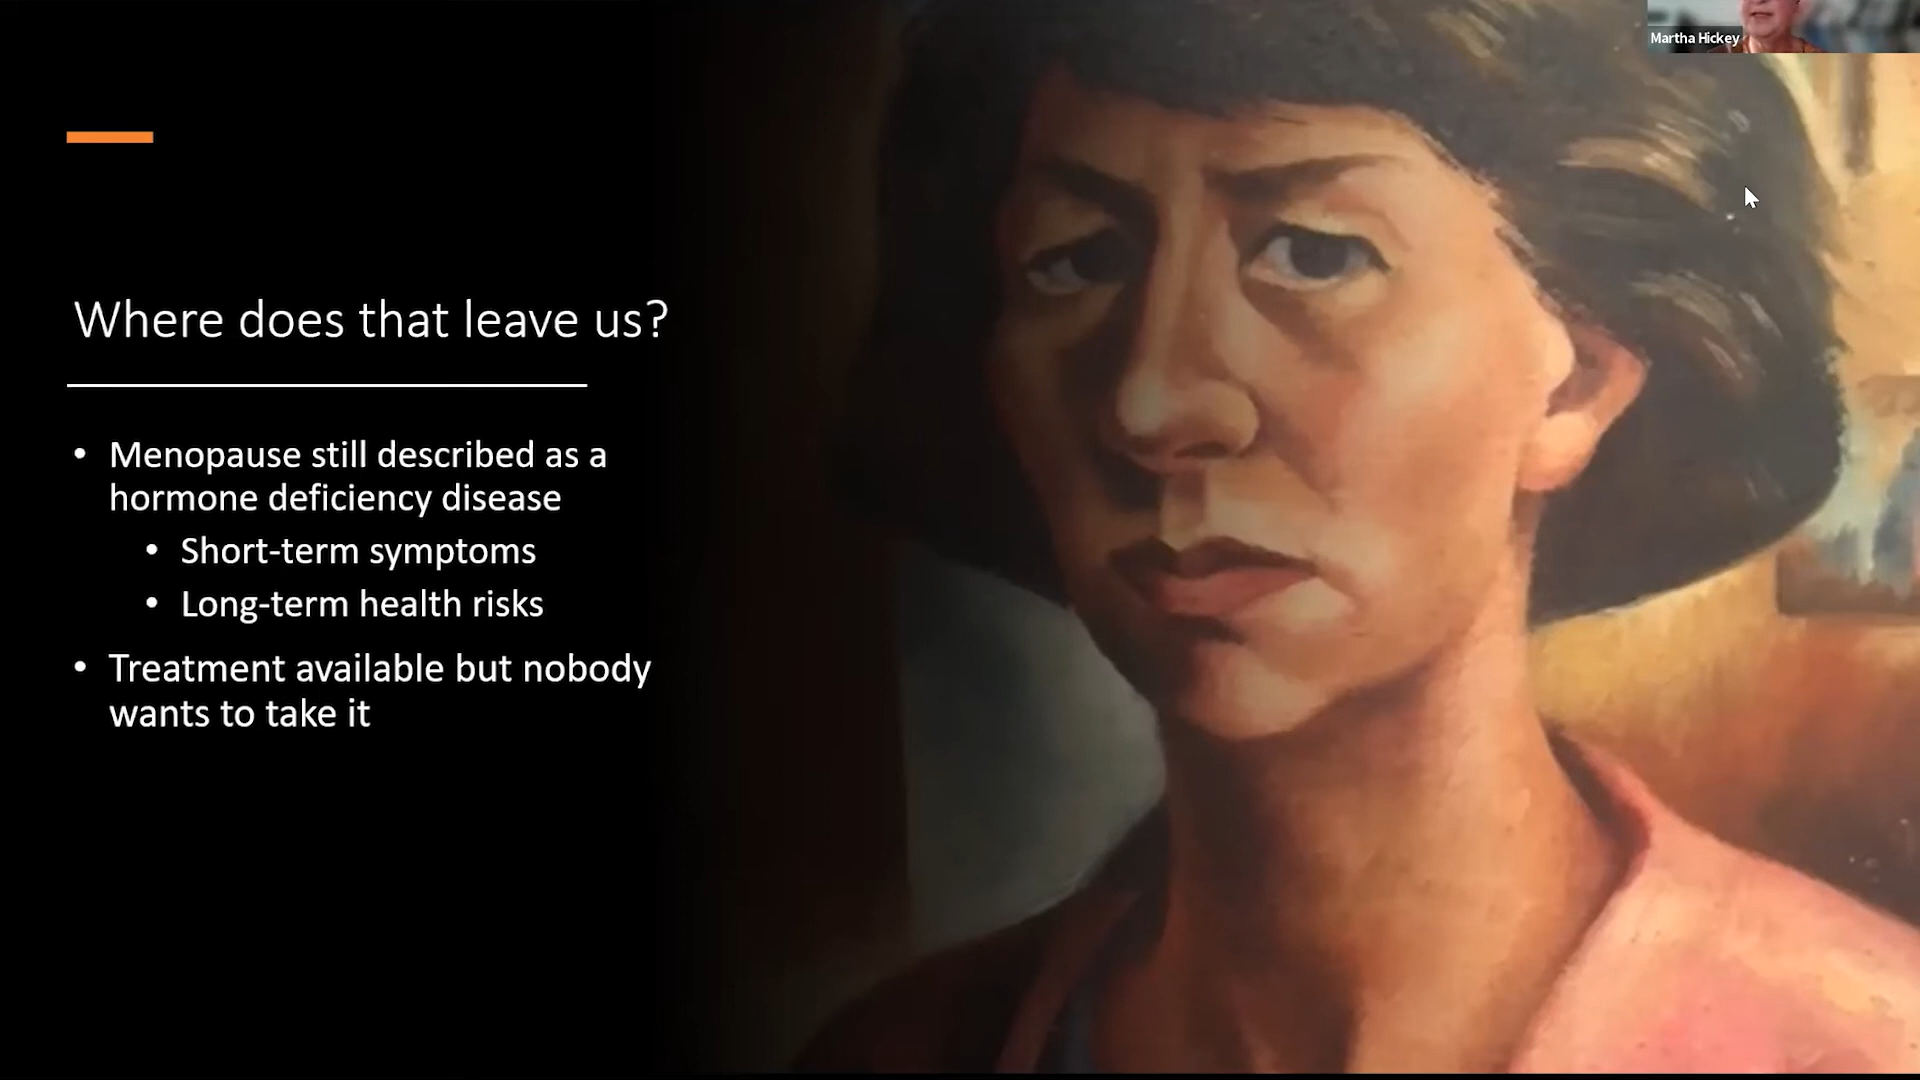 Martha Hickey
Where does that leave us?
• Menopause still described as a
hormone deficiency disease
• Short-term symptoms
• Long-term health risks
• Treatment available but nobody
wants to take it